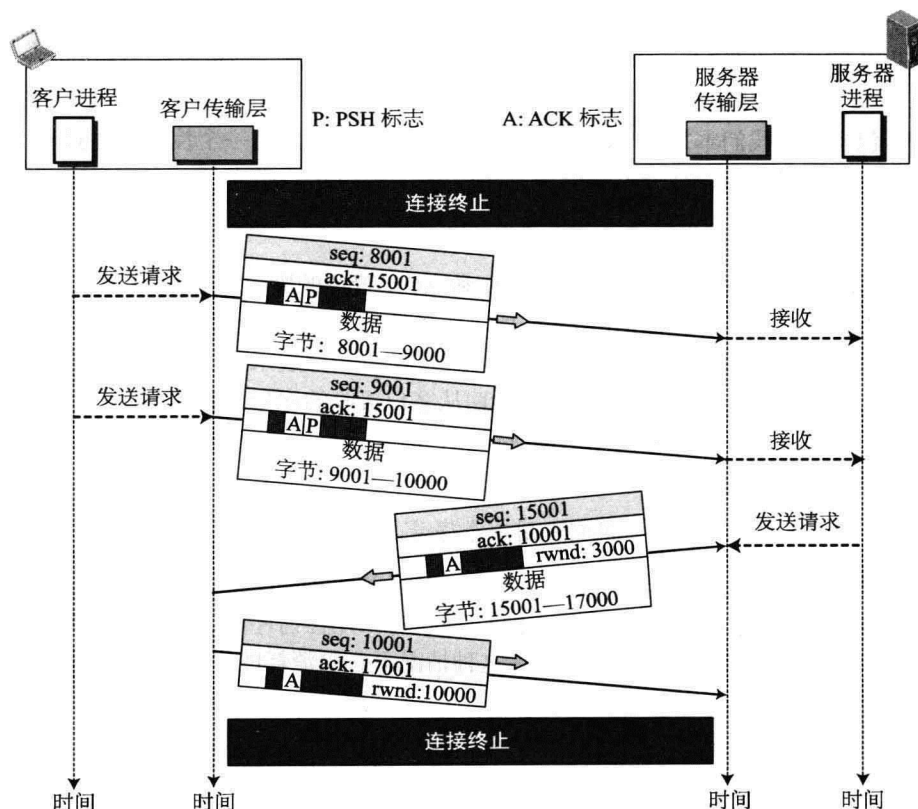 客户进程
客户传输层
P: PSH 标志
A: ACK 标志
服务器
传输层
服务器
进程
连接终止
seq: 8001
ack: 15001
A P
数据
字节: 8001—9000
发送请求
接收
seq: 9001
ack: 15001
A P
数据
字节: 9001—10000
发送请求
接收
seq: 15001
ack: 10001
A rwnd: 3000
数据
字节: 15001—17000
发送请求
seq: 10001
ack: 17001
A rwnd:10000
连接终止
时间
时间
时间
时间